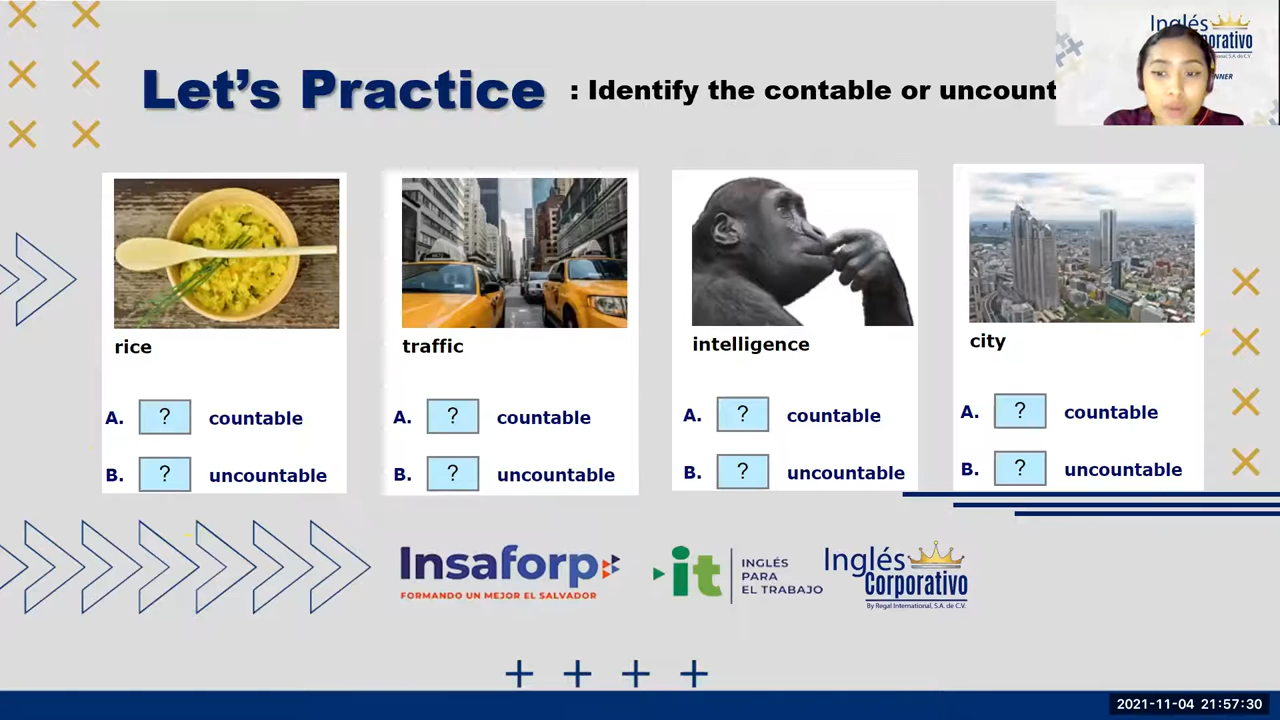 Let's Practice : Identify the contable or uncount
Inglés
rice
A. ? countable
B. ? uncountable
traffic
A. ? countable
B. ? uncountable
intelligence
A. ? countable
B. ? uncountable
city
A. ? countable
B. ? uncountable
Insaforp
FORMANDO UN MEJOR EL SALVADOR
it
INGLÉS
PARA
EL TRABAJO
Inglés
Corporativo
By Regal International, S.A. de C.V.
2021-11-04 21:57:30